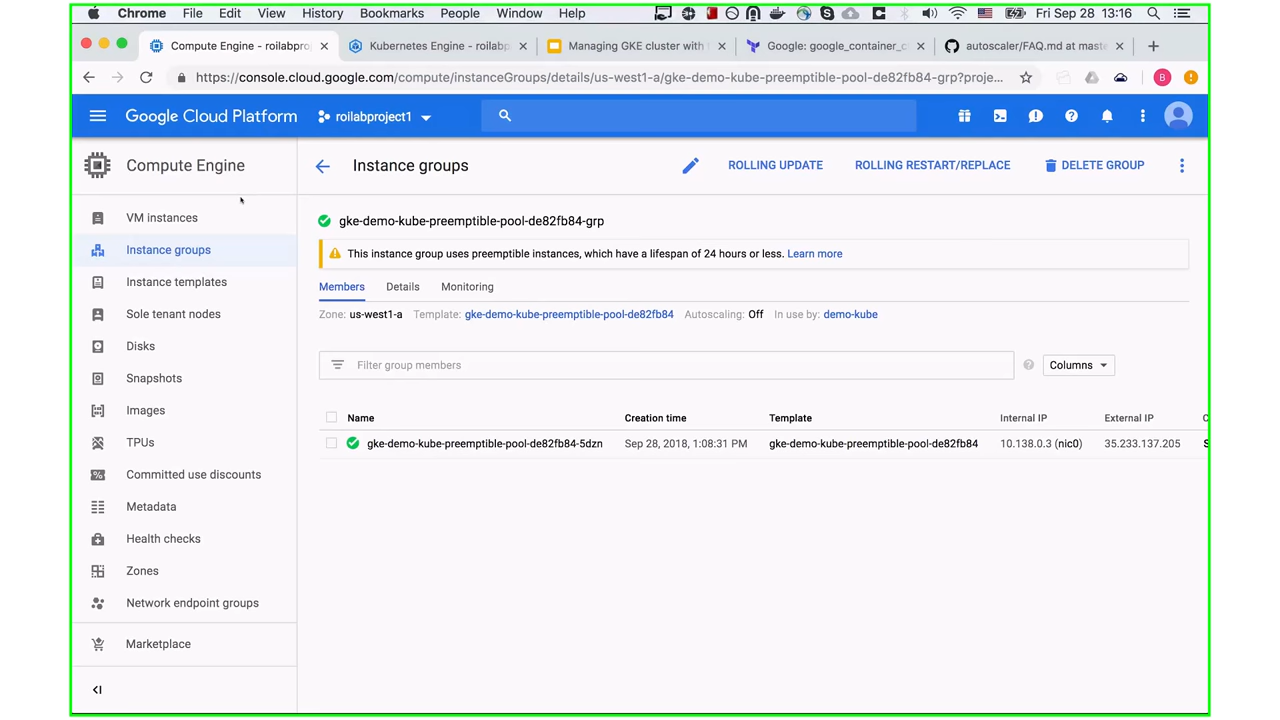 Chrome File Edit View History Bookmarks People Window Help Fri Sep 28 13:16
Compute Engine - roilabproj Kubernetes Engine - roilabp Managing GKE cluster with Google: google_container_c autoscaler/FAQ.md at maste
https://console.cloud.google.com/compute/instanceGroups/details/us-west1-a/gke-demo-kube-preemptible-pool-de82fb84-grp?proje... B
Google Cloud Platform roilabproject1
Compute Engine
Instance groups ROLLING UPDATE ROLLING RESTART/REPLACE DELETE GROUP
VM instances
Instance groups
Instance templates
Sole tenant nodes
Disks
Snapshots
Images
TPUs
Committed use discounts
Metadata
Health checks
Zones
Network endpoint groups
Marketplace
gke-demo-kube-preemptible-pool-de82fb84-grp
This instance group uses preemptible instances, which have a lifespan of 24 hours or less. Learn more
Members Details Monitoring
Zone: us-west1-a Template: gke-demo-kube-preemptible-pool-de82fb84 Autoscaling: Off In use by: demo-kube
Filter group members Columns
Name Creation time Template Internal IP External IP
gke-demo-kube-preemptible-pool-de82fb84-5dzn Sep 28, 2018, 1:08:31 PM gke-demo-kube-preemptible-pool-de82fb84 10.138.0.3 (nic0) 35.233.137.205